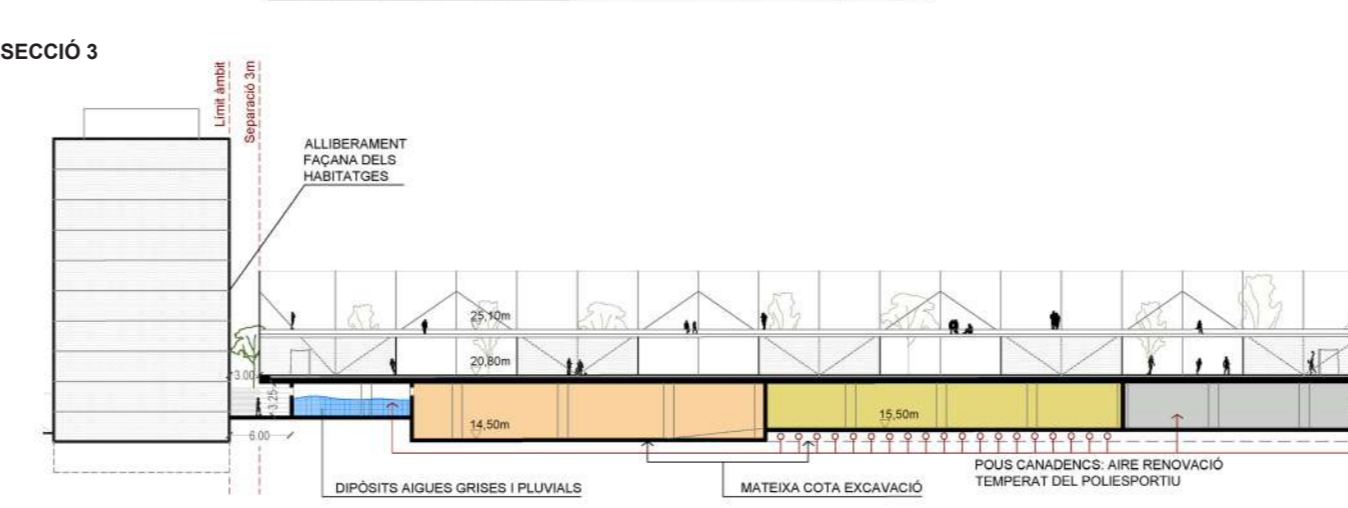 SECCIÓ 3
Límit àmbit
Separació 3m
ALLIBERAMENT
FAÇANA DELS
HABITATGES
25,10m
20,80m
3.00
3.25
14,50m
15,50m
6.00
DIPÒSITS AIGUES GRISES I PLUVIALS
MATEIXA COTA EXCAVACIÓ
POUS CANADENCS: AIRE RENOVACIÓ
TEMPERAT DEL POLIESPORTIU